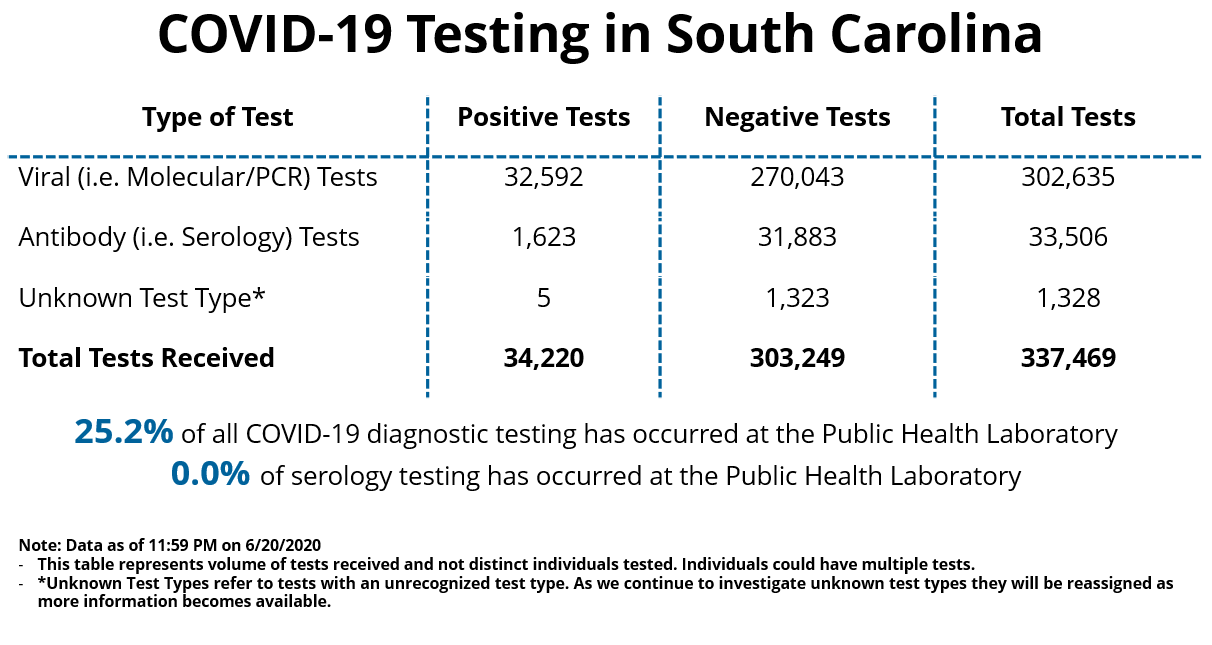 COVID-19 Testing in South Carolina
Type of Test Positive Tests Negative Tests Total Tests
Viral (i.e. Molecular/PCR) Tests 32,592 270,043 302,635
Antibody (i.e. Serology) Tests 1,623 31,883 33,506
Unknown Test Type* 5 1,323 1,328
Total Tests Received 34,220 303,249 337,469
25.2% of all COVID-19 diagnostic testing has occurred at the Public Health Laboratory
0.0% of serology testing has occurred at the Public Health Laboratory
Note: Data as of 11:59 PM on 6/20/2020
- This table represents volume of tests received and not distinct individuals tested. Individuals could have multiple tests.
- *Unknown Test Types refer to tests with an unrecognized test type. As we continue to investigate unknown test types they will be reassigned as
more information becomes available.